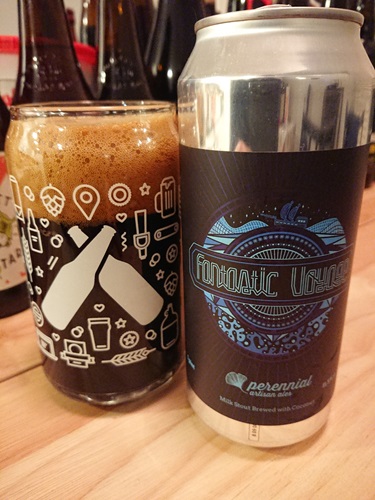 Fantastic Voyage
perennial
artisan ales
Milk Stout Brewed with Coconut